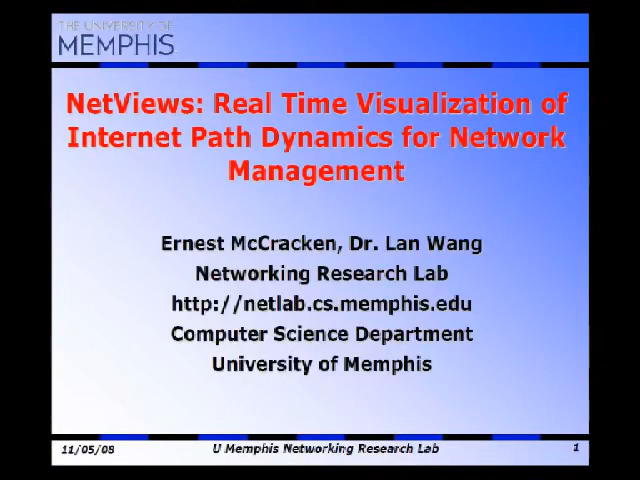 THE UNIVERSITY OF
MEMPHIS
NetViews: Real Time Visualization of
Internet Path Dynamics for Network
Management
Ernest McCracken, Dr. Lan Wang
Networking Research Lab
http://netlab.cs.memphis.edu
Computer Science Department
University of Memphis
11/05/08
U Memphis Networking Research Lab
1